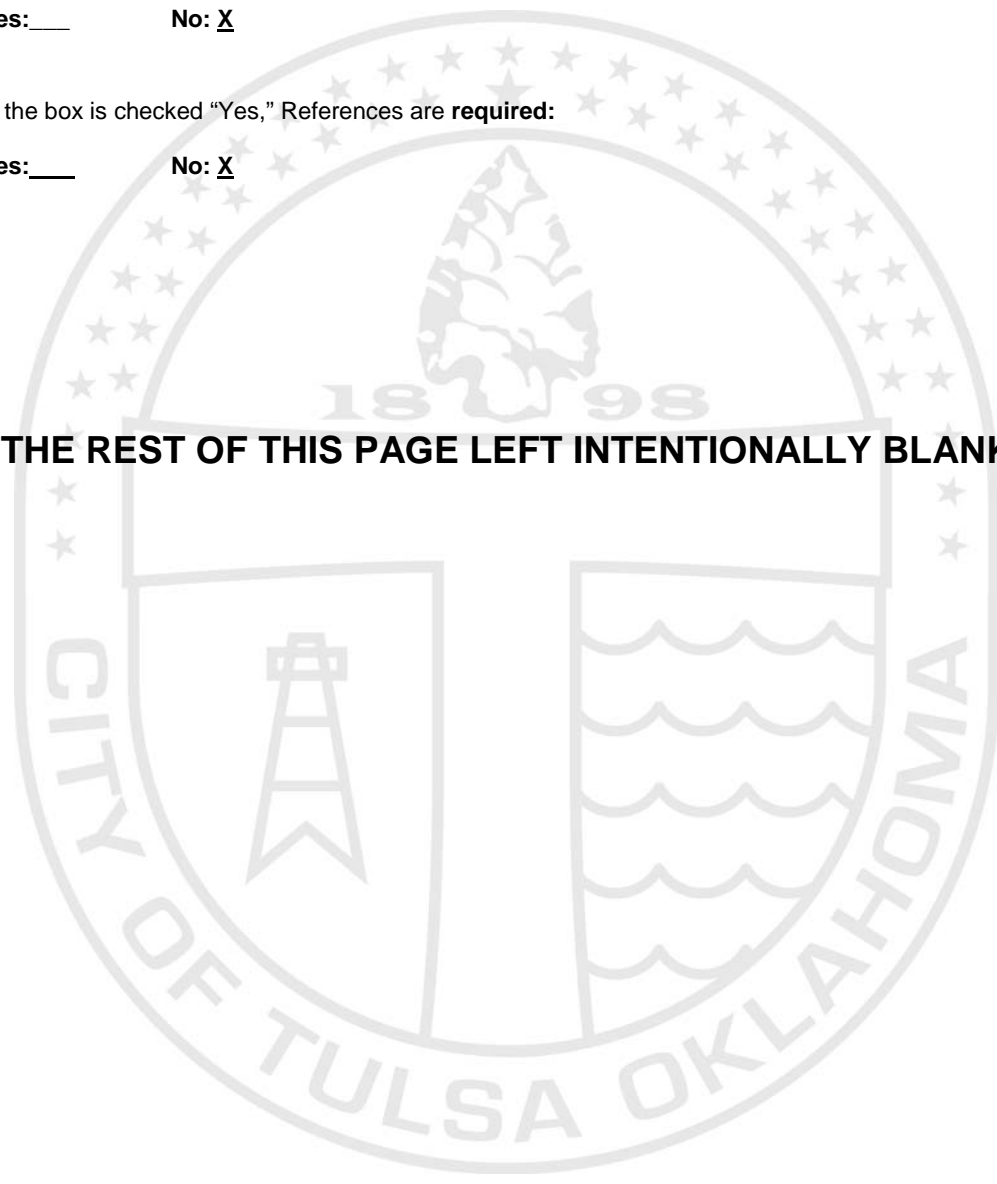 es:___ No: X
the box is checked “Yes,” References are required:
es:___ No: X
18 98
THE REST OF THIS PAGE LEFT INTENTIONALLY BLANK
CITY OF TULSA OKLAHOMA